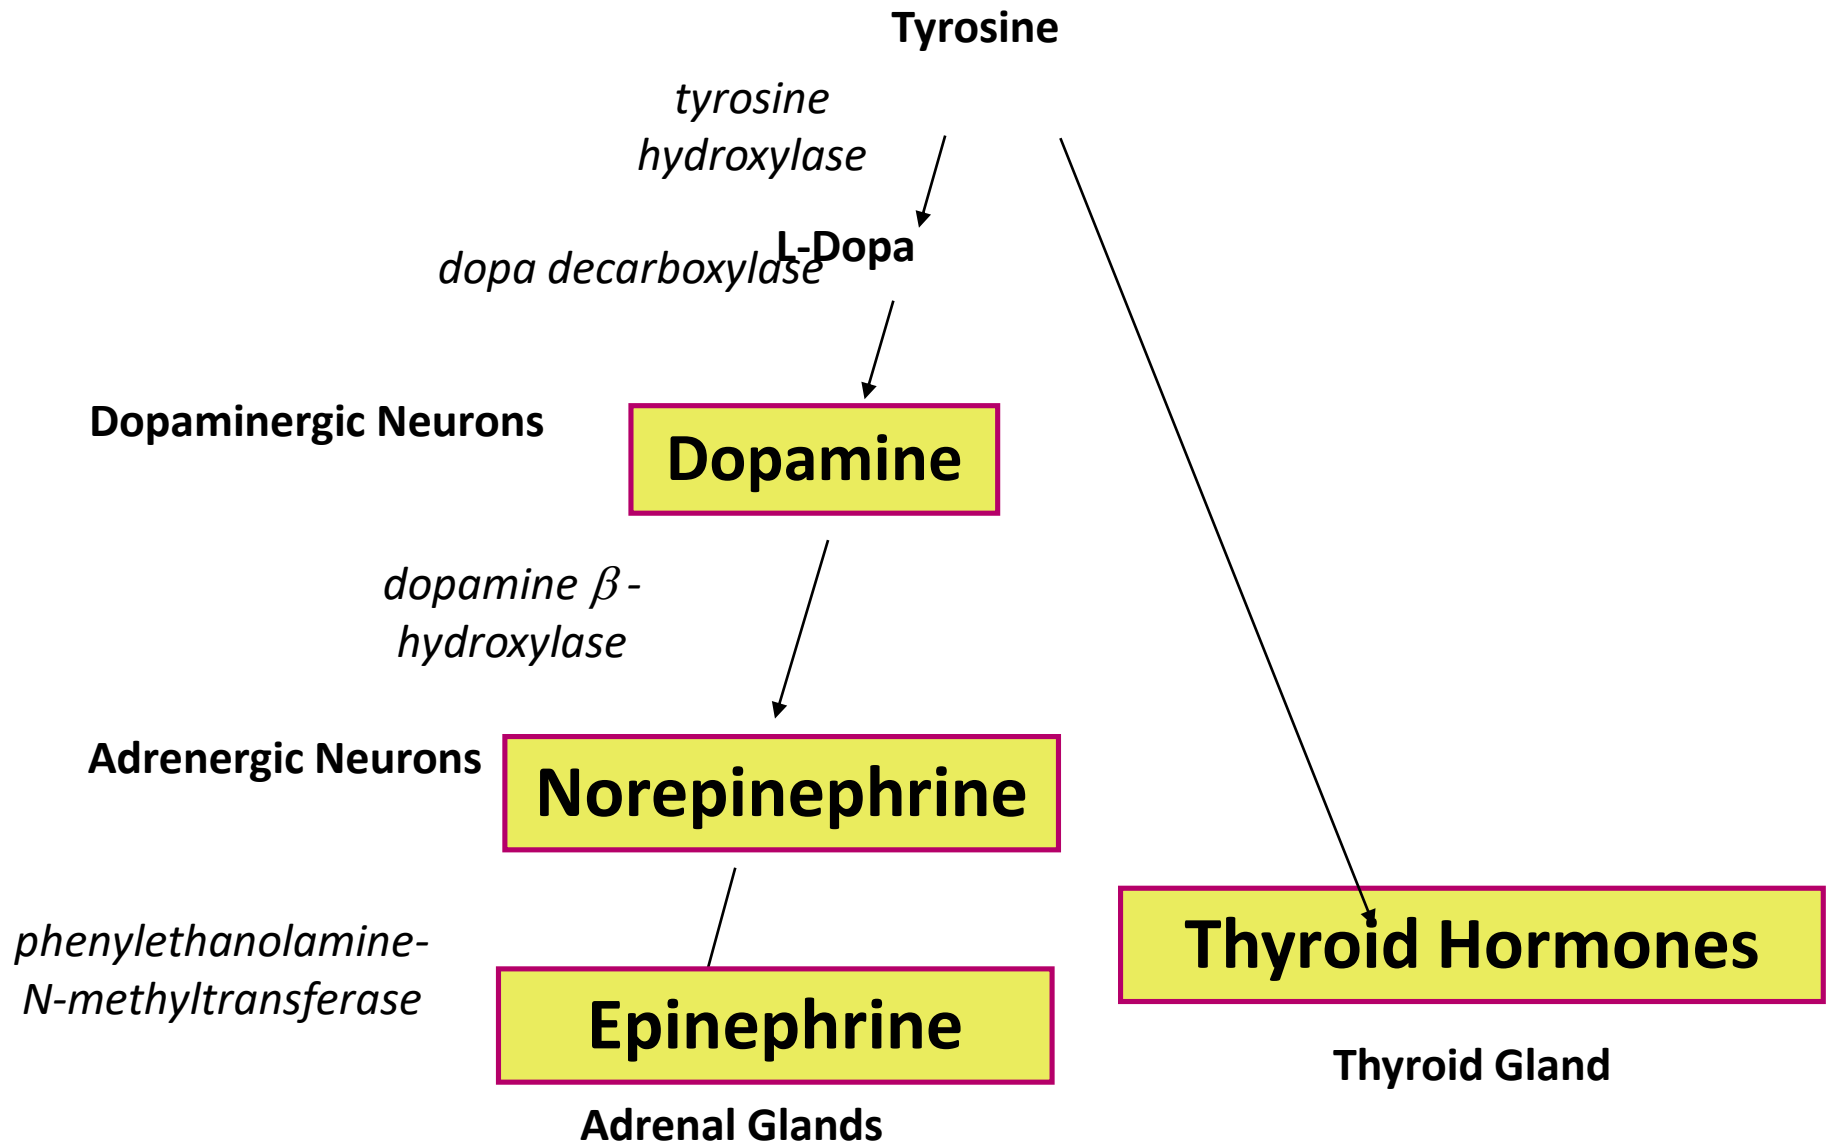 Tyrosine
tyrosine
hydroxylase
L-Dopa
dopa decarboxylase
Dopaminergic Neurons
Dopamine
dopamine β-
hydroxylase
Adrenergic Neurons
Norepinephrine
phenylethanolamine-
N-methyltransferase
Epinephrine
Adrenal Glands
Thyroid Hormones
Thyroid Gland